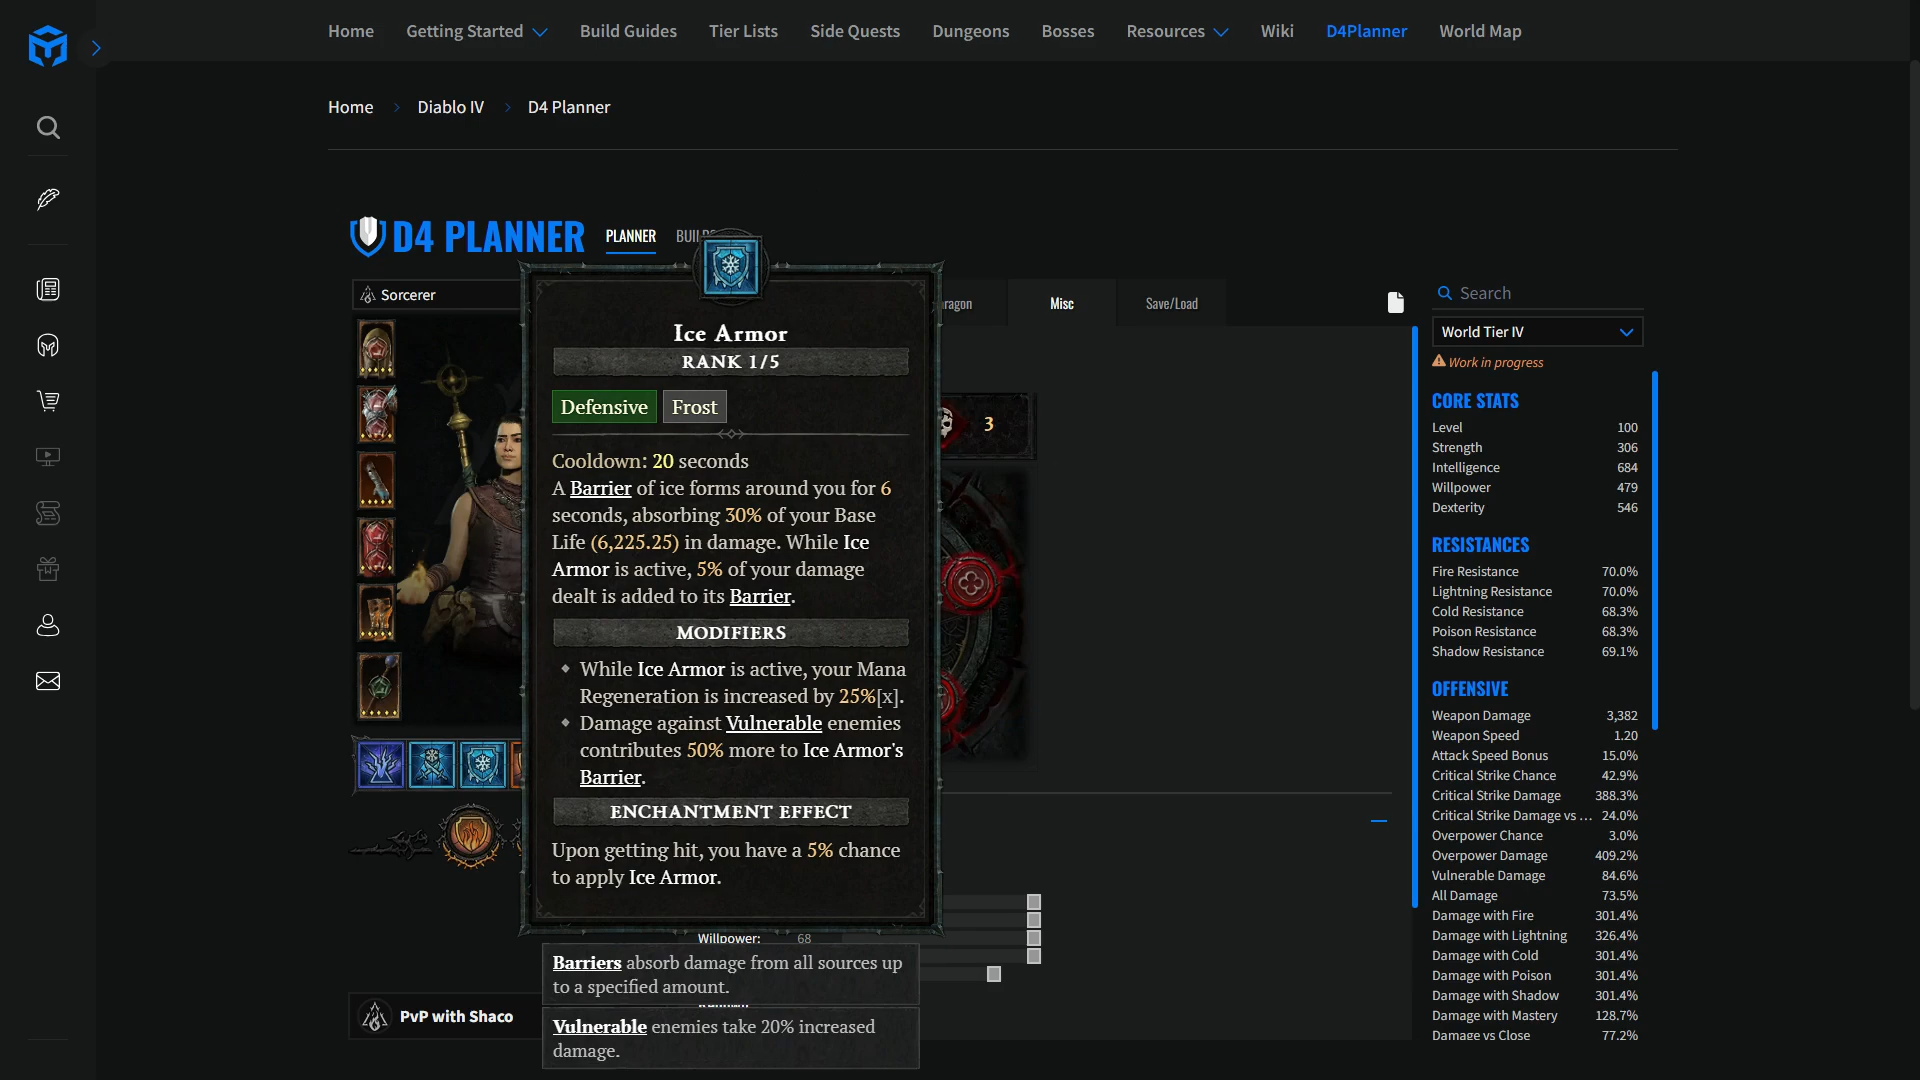 Home
Getting Started
Build Guides
Tier Lists
Side Quests
Dungeons
Bosses
Resources
Wiki
D4Planner
World Map
Home
Diablo IV
D4 Planner
D4 PLANNER
PLANNER
Sorcerer
Misc
Save/Load
Ice Armor
RANK 1/5
Defensive
Frost
Cooldown: 20 seconds
A Barrier of ice forms around you for 6
seconds, absorbing 30% of your Base
Life (6,225.25) in damage. While Ice
Armor is active, 5% of your damage
dealt is added to its Barrier.
MODIFIERS
While Ice Armor is active, your Mana
Regeneration is increased by 25%[x].
Damage against Vulnerable enemies
contributes 50% more to Ice Armor's
Barrier.
ENCHANTMENT EFFECT
Upon getting hit, you have a 5% chance
to apply Ice Armor.
3
Willpower: 68
Barriers absorb damage from all sources up
to a specified amount.
Vulnerable enemies take 20% increased
damage.
PvP with Shaco
Search
World Tier IV
Work in progress
CORE STATS
Level 100
Strength 306
Intelligence 684
Willpower 479
Dexterity 546
RESISTANCES
Fire Resistance 70.0%
Lightning Resistance 70.0%
Cold Resistance 68.3%
Poison Resistance 68.3%
Shadow Resistance 69.1%
OFFENSIVE
Weapon Damage 3,382
Weapon Speed 1.20
Attack Speed Bonus 15.0%
Critical Strike Chance 42.9%
Critical Strike Damage 388.3%
Critical Strike Damage vs ... 24.0%
Overpower Chance 3.0%
Overpower Damage 409.2%
Vulnerable Damage 84.6%
All Damage 73.5%
Damage with Fire 301.4%
Damage with Lightning 326.4%
Damage with Cold 301.4%
Damage with Poison 301.4%
Damage with Shadow 301.4%
Damage with Mastery 128.7%
Damage vs Close 77.2%